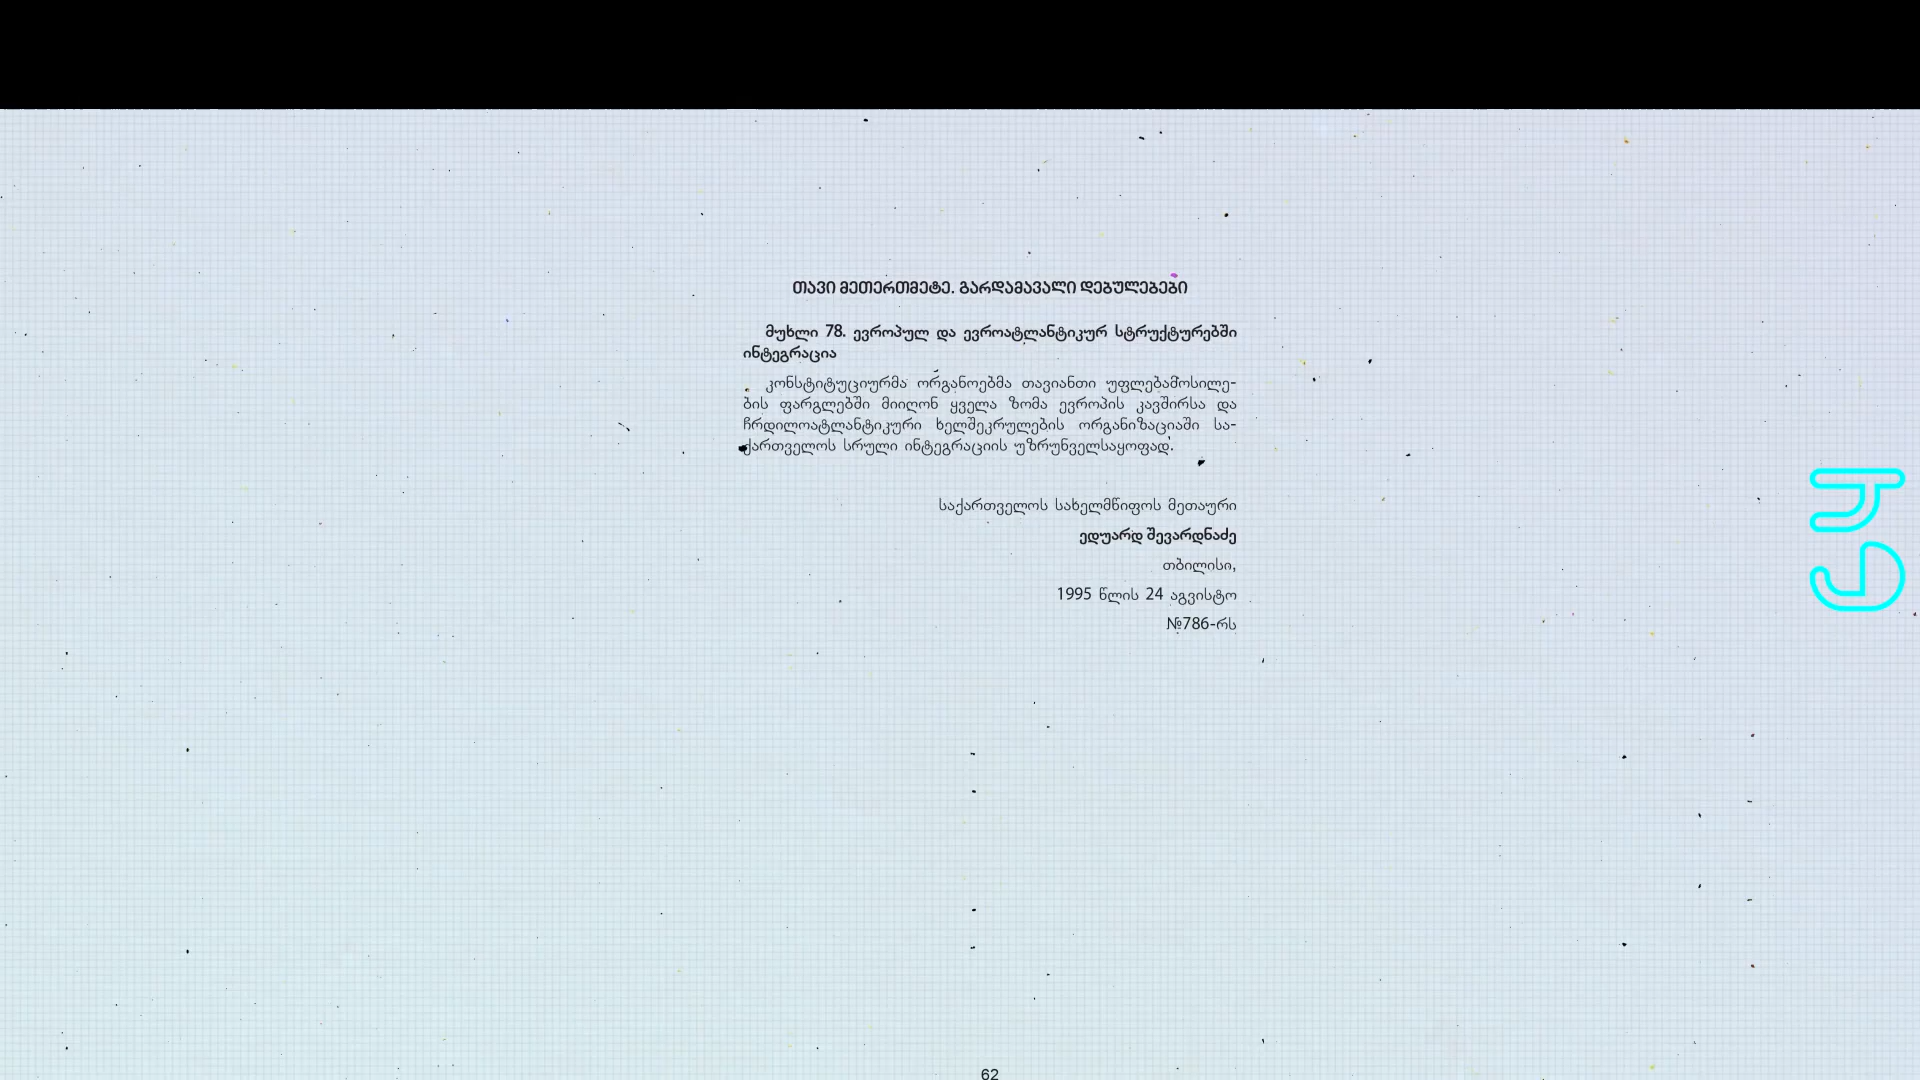 თავი მეთერთმეტე. გარდამავალი დებულებები
მუხლი 78. ევროპულ და ევროატლანტიკურ სტრუქტურებში
ინტეგრაცია
კონსტიტუციურმა ორგანოებმა თავიანთი უფლებამოსილე-
ბის ფარგლებში მიიღონ ყველა ზომა ევროპის კავშირსა და
ჩრდილოატლანტიკური ხელშეკრულების ორგანიზაციაში სა-
ქართველოს სრული ინტეგრაციის უზრუნველსაყოფად.
საქართველოს სახელმწიფოს მეთაური
ედუარდ შევარდნაძე
თბილისი,
1995 წლის 24 აგვისტო
№786-რს
62